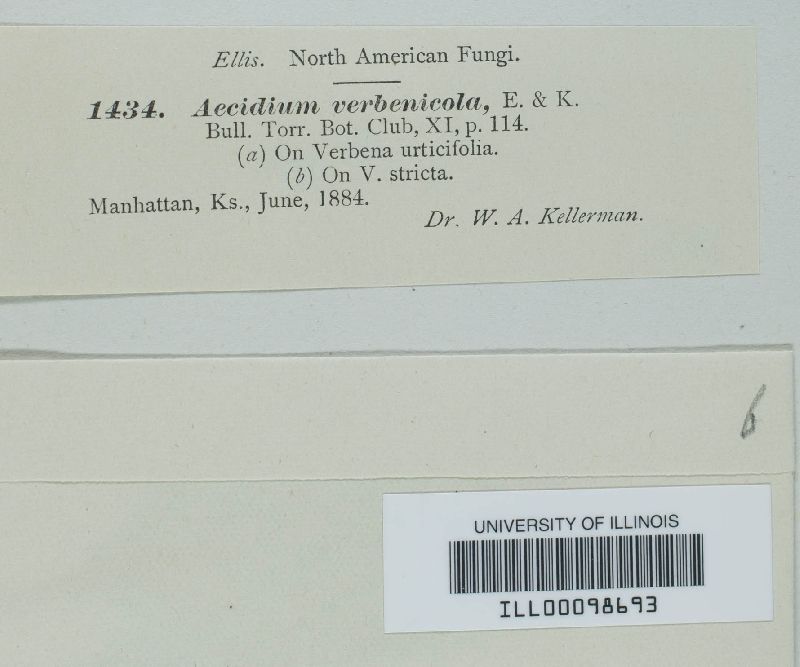 Ellis. North American Fungi.
1434. Aecidium verbenicola, E. & K.
Bull. Torr. Bot. Club, XI, p. 114.
(a) On Verbena urticifolia.
(b) On V. stricta.
Manhattan, Ks., June, 1884.
Dr. W. A. Kellerman.
b
UNIVERSITY OF ILLINOIS
ILL00098693